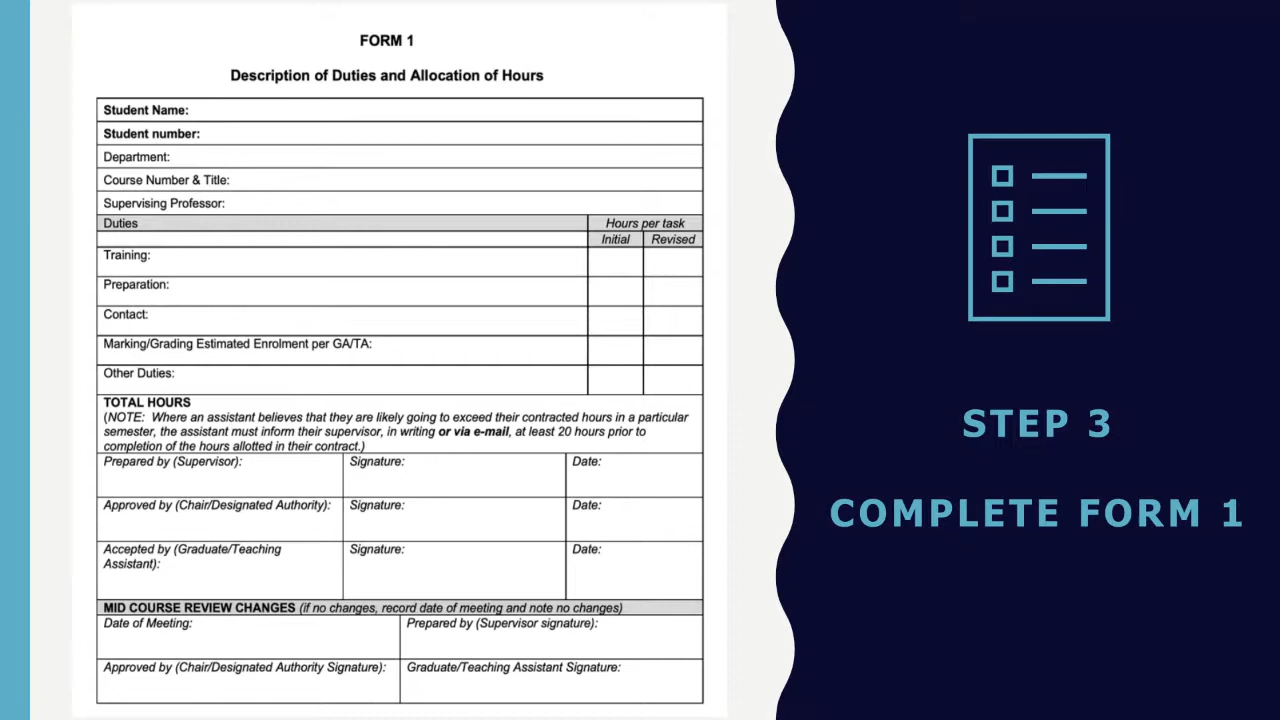 FORM 1
Description of Duties and Allocation of Hours
Student Name:
Student number:
Department:
Course Number & Title:
Supervising Professor:
Duties Hours per task
Initial Revised
Training:
Preparation:
Contact:
Marking/Grading Estimated Enrolment per GA/TA:
Other Duties:
TOTAL HOURS
(NOTE: Where an assistant believes that they are likely going to exceed their contracted hours in a particular
semester, the assistant must inform their supervisor, in writing or via e-mail, at least 20 hours prior to
completion of the hours allotted in their contract.)
Prepared by (Supervisor): Signature: Date:
Approved by (Chair/Designated Authority): Signature: Date:
Accepted by (Graduate/Teaching Signature: Date:
Assistant):
MID COURSE REVIEW CHANGES (if no changes, record date of meeting and note no changes)
Date of Meeting: Prepared by (Supervisor signature):
Approved by (Chair/Designated Authority Signature): Graduate/Teaching Assistant Signature:
STEP 3
COMPLETE FORM 1